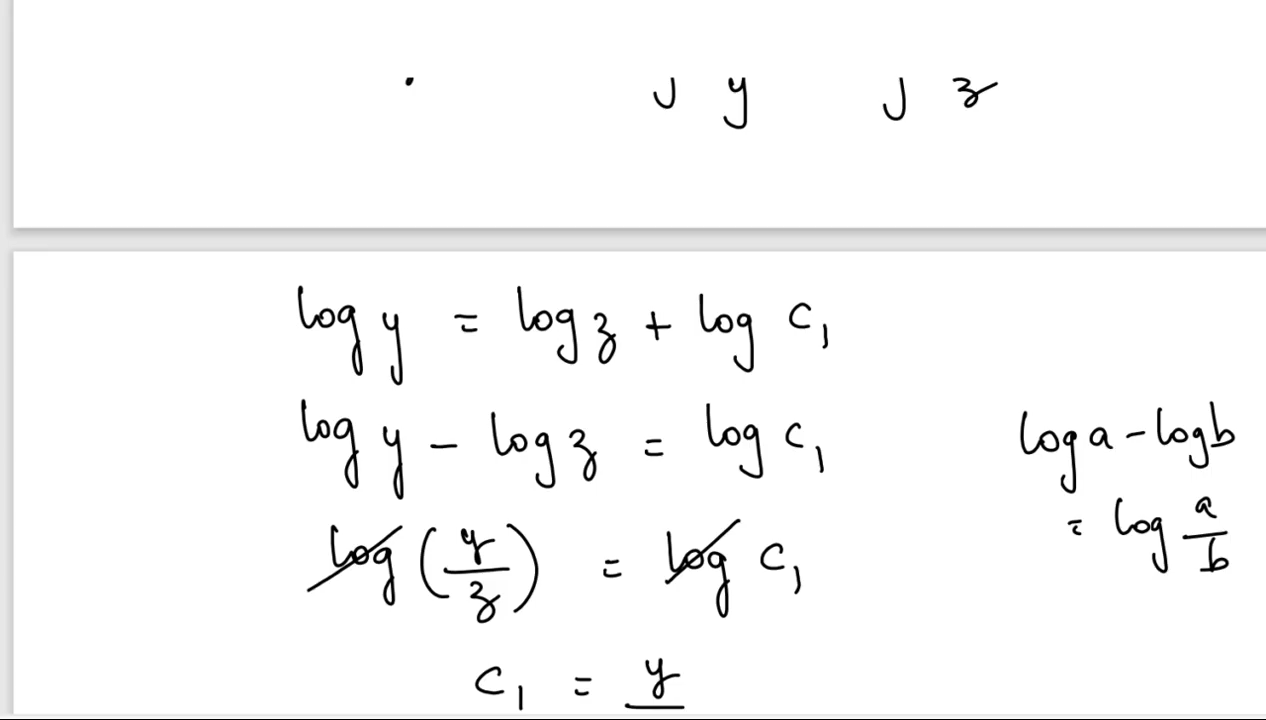 y z
log y = log z + log c₁
log y - log z = log c₁
log a - log b
= log a/b
log (y/z) = log c₁
c₁ = y